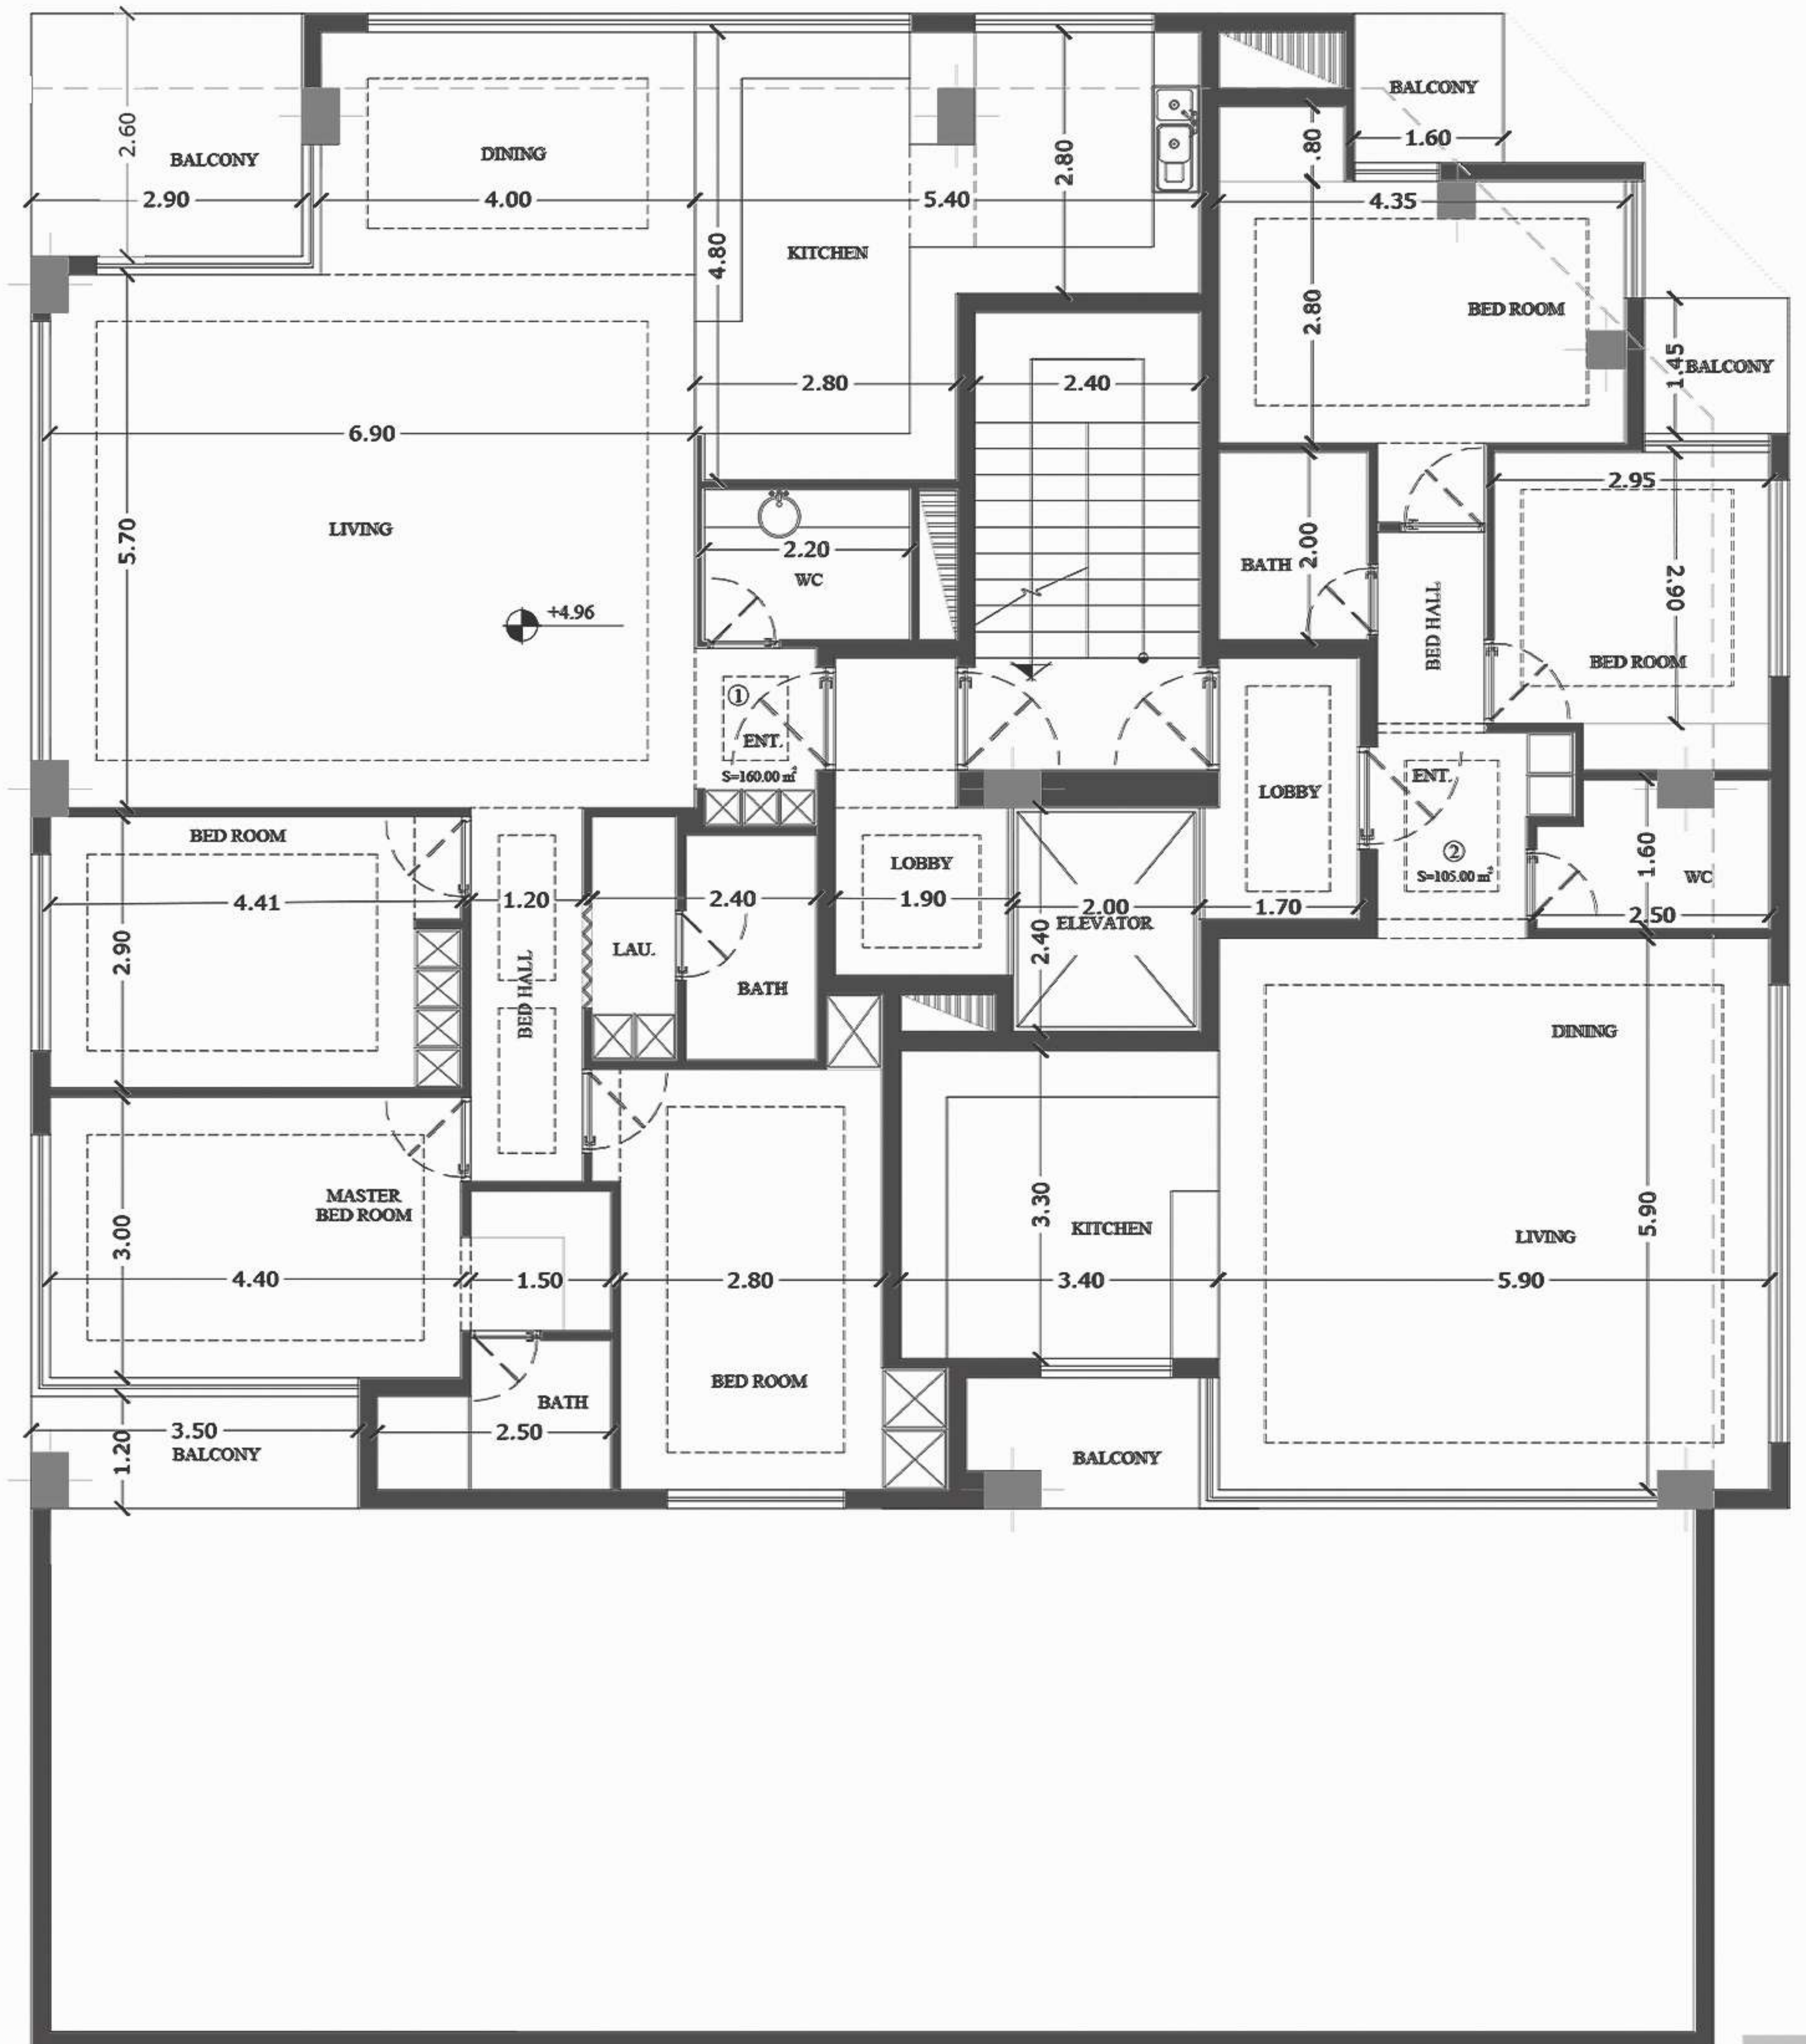 BALCONY
1.60
2.60
BALCONY
2.90
DINING
4.00
5.40
2.80
.80
4.35
4.80
KITCHEN
2.80
BED ROOM
1.45
BALCONY
2.80
2.40
6.90
2.95
LIVING
5.70
2.20
WC
2.00
BATH
2.90
BED HALL
BED ROOM
+4.96
1
ENT.
S=160.00 m²
LOBBY
ENT.
2
S=105.00 m²
1.60
WC
2.50
BED ROOM
4.41
2.90
1.20
BED HALL
LAU.
2.40
BATH
LOBBY
1.90
2.00
ELEVATOR
2.40
1.70
DINING
MASTER
BED ROOM
3.00
4.40
1.50
2.80
3.30
KITCHEN
3.40
LIVING
5.90
5.90
BED ROOM
BATH
2.50
3.50
BALCONY
1.20
BALCONY